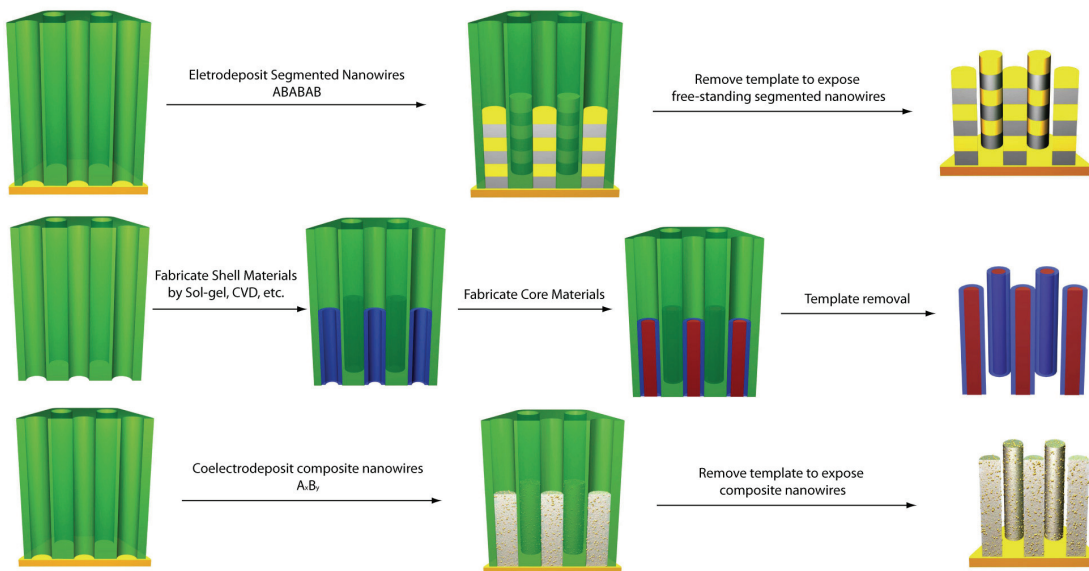 Eletrodeposit Segmented Nanowires
ABABAB
Remove template to expose
free-standing segmented nanowires
Fabricate Shell Materials
by Sol-gel, CVD, etc.
Fabricate Core Materials
Template removal
Coelectrodeposit composite nanowires
AxBy
Remove template to expose
composite nanowires